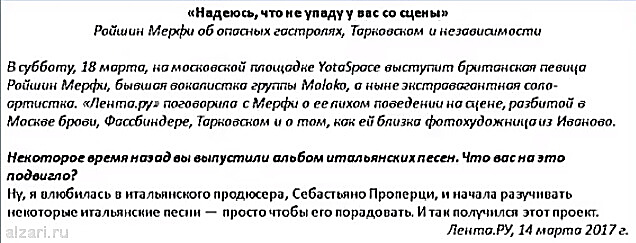 «Надеюсь, что не упаду у вас со сцены»
Ройшин Мерфи об опасных гастролях, Тарковском и независимости
В субботу, 18 марта, на московской площадке YotaSpace выступит британская певица
Ройшин Мерфи, бывшая вокалистка группы Moloko, а ныне экстравагантная соло-
артистка. «Лента.ру» поговорила с Мерфи о ее лихом поведении на сцене, разбитой в
Москве брови, Фассбиндере, Тарковском и о том, как ей близка фотохудожница из Иваново.
Некоторое время назад вы выпустили альбом итальянских песен. Что вас на это
подвигло?
Ну, я влюбилась в итальянского продюсера, Себастьяно Проперци, и начала разучивать
некоторые итальянские песни — просто чтобы его порадовать. И так получился этот проект.
Лента.РУ, 14 марта 2017 г.
alzari.ru